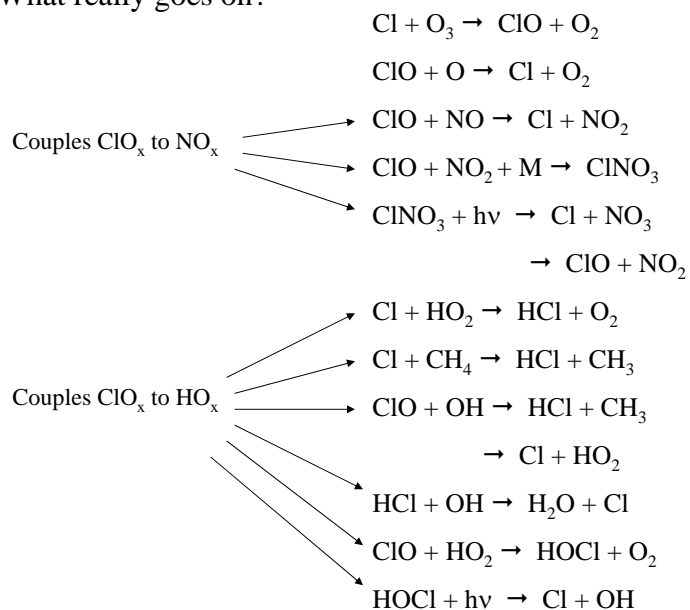 What really goes on?
Cl + O₃ → ClO + O₂
ClO + O → Cl + O₂
ClO + NO → Cl + NO₂
Couples ClOₓ to NOₓ
ClO + NO₂ + M → ClNO₃
ClNO₃ + hν → Cl + NO₃
→ ClO + NO₂
Cl + HO₂ → HCl + O₂
Cl + CH₄ → HCl + CH₃
Couples ClOₓ to HOₓ
ClO + OH → HCl + CH₃
→ Cl + HO₂
HCl + OH → H₂O + Cl
ClO + HO₂ → HOCl + O₂
HOCl + hν → Cl + OH